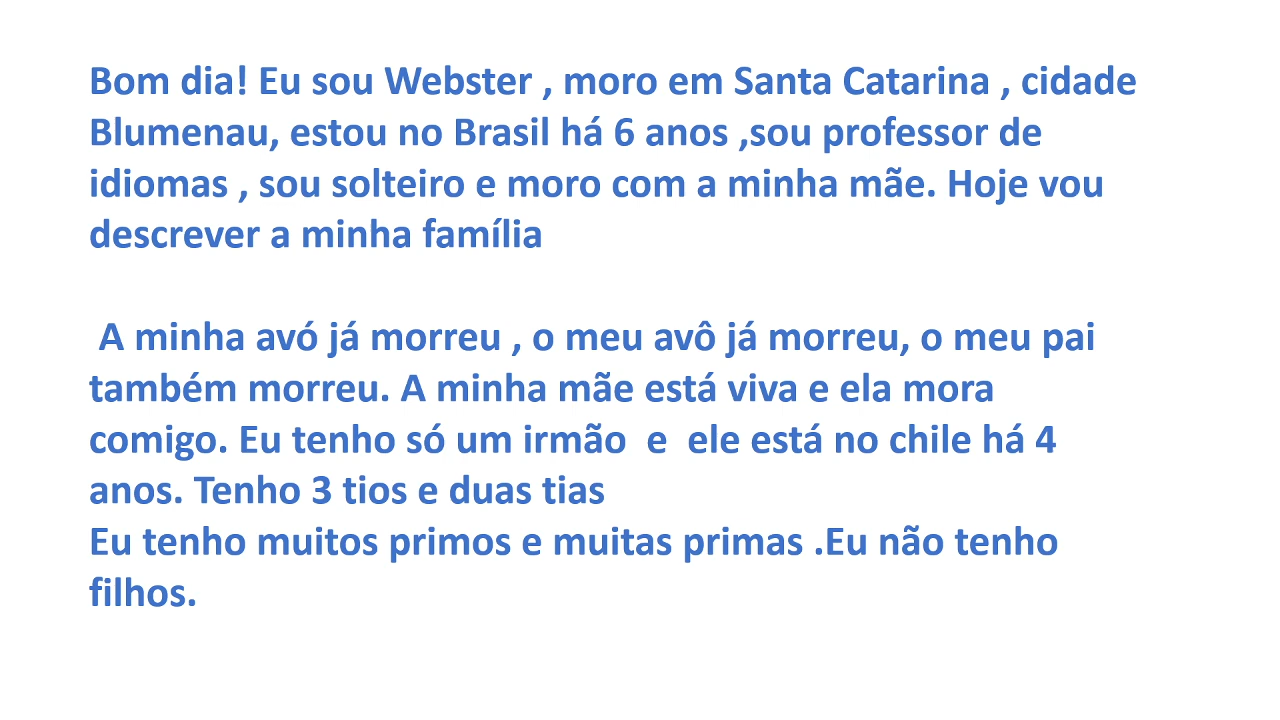 Bom dia! Eu sou Webster , moro em Santa Catarina , cidade
Blumenau, estou no Brasil há 6 anos ,sou professor de
idiomas , sou solteiro e moro com a minha mãe. Hoje vou
descrever a minha família
A minha avó já morreu , o meu avô já morreu, o meu pai
também morreu. A minha mãe está viva e ela mora
comigo. Eu tenho só um irmão  e  ele está no chile há 4
anos. Tenho 3 tios e duas tias
Eu tenho muitos primos e muitas primas .Eu não tenho
filhos.